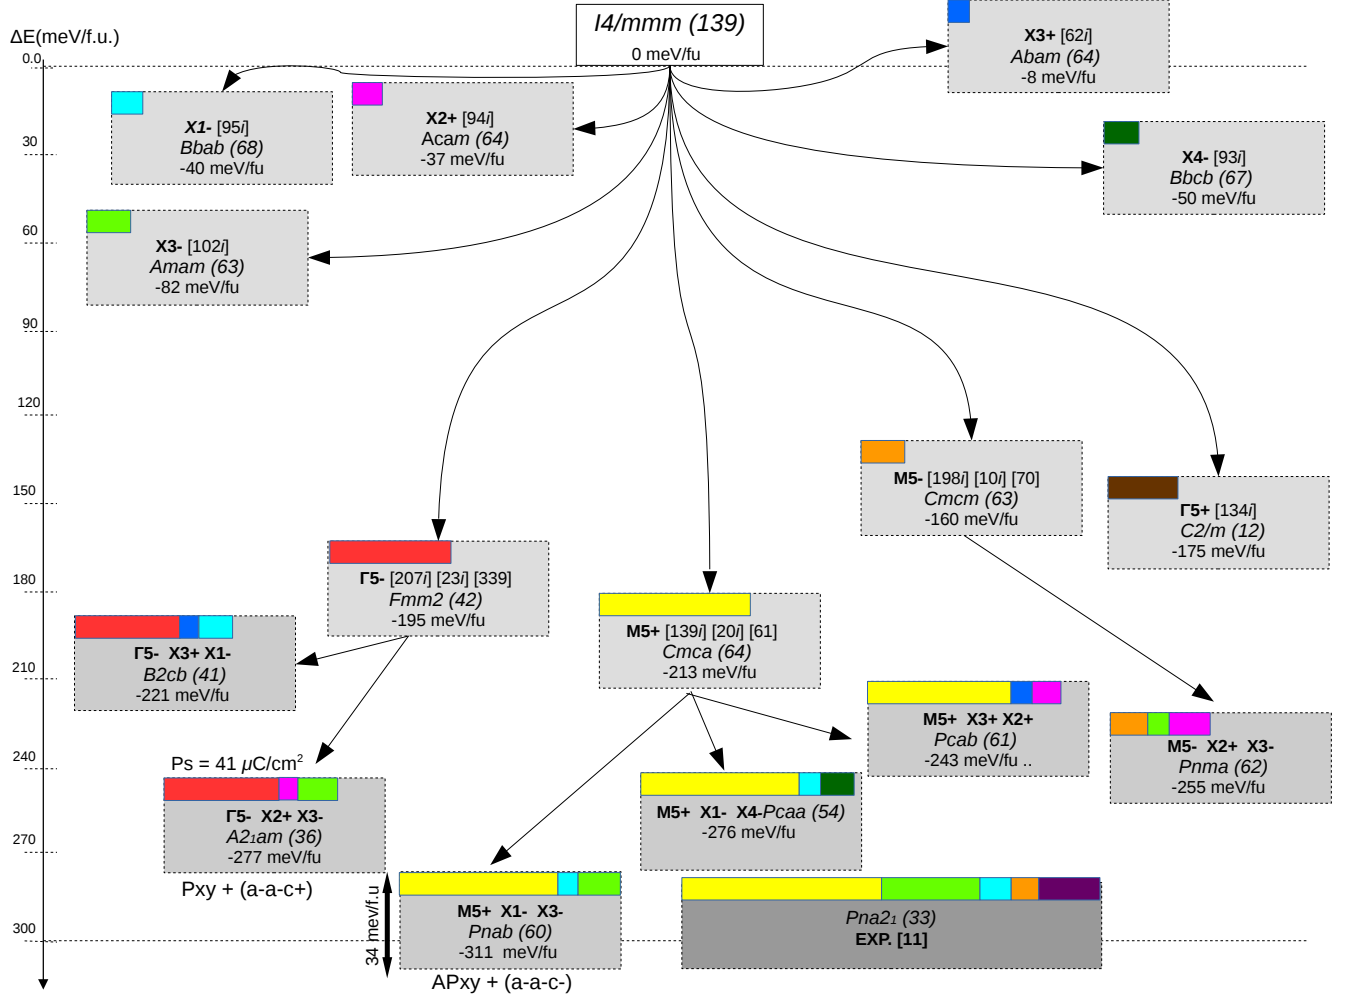 ΔE(meV/f.u.)
0.0
30
60
90
120
150
180
210
240
270
300
I4/mmm (139)
0 meV/fu
X3+ [62i]
Abam (64)
-8 meV/fu
X1- [95i]
Bbab (68)
-40 meV/fu
X2+ [94i]
Acam (64)
-37 meV/fu
X4- [93i]
Bbcb (67)
-50 meV/fu
X3- [102i]
Amam (63)
-82 meV/fu
M5- [198i] [10i] [70]
Cmcm (63)
-160 meV/fu
Γ5+ [134i]
C2/m (12)
-175 meV/fu
Γ5- [207i] [23i] [339]
Fmm2 (42)
-195 meV/fu
M5+ [139i] [20i] [61]
Cmca (64)
-213 meV/fu
Γ5- X3+ X1-
B2cb (41)
-221 meV/fu
M5+ X3+ X2+
Pcab (61)
-243 meV/fu ..
M5- X2+ X3-
Pnma (62)
-255 meV/fu
Ps = 41 μC/cm²
Γ5- X2+ X3-
A2₁am (36)
-277 meV/fu
Pxy + (a-a-c+)
M5+ X1- X4-Pcaa (54)
-276 meV/fu
34 mev/f.u
M5+ X1- X3-
Pnab (60)
-311 meV/fu
APxy + (a-a-c-)
Pna2₁ (33)
EXP. [11]